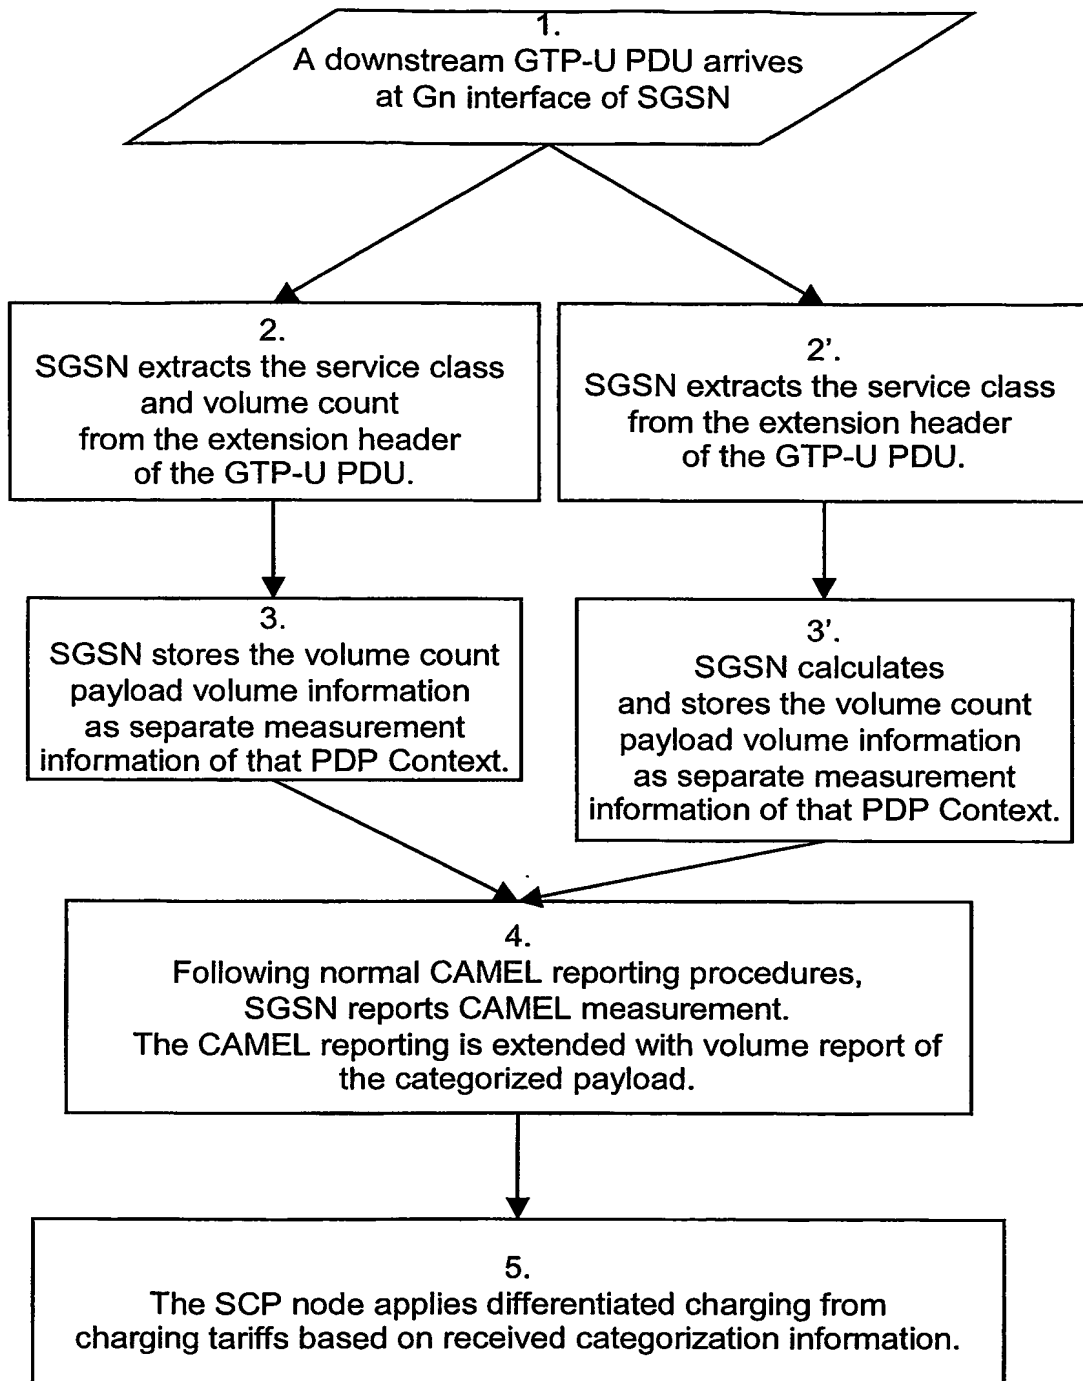 1.
A downstream GTP-U PDU arrives
at Gn interface of SGSN
2.
SGSN extracts the service class
and volume count
from the extension header
of the GTP-U PDU.
2'.
SGSN extracts the service class
from the extension header
of the GTP-U PDU.
3.
SGSN stores the volume count
payload volume information
as separate measurement
information of that PDP Context.
3'.
SGSN calculates
and stores the volume count
payload volume information
as separate measurement
information of that PDP Context.
4.
Following normal CAMEL reporting procedures,
SGSN reports CAMEL measurement.
The CAMEL reporting is extended with volume report of
the categorized payload.
5.
The SCP node applies differentiated charging from
charging tariffs based on received categorization information.